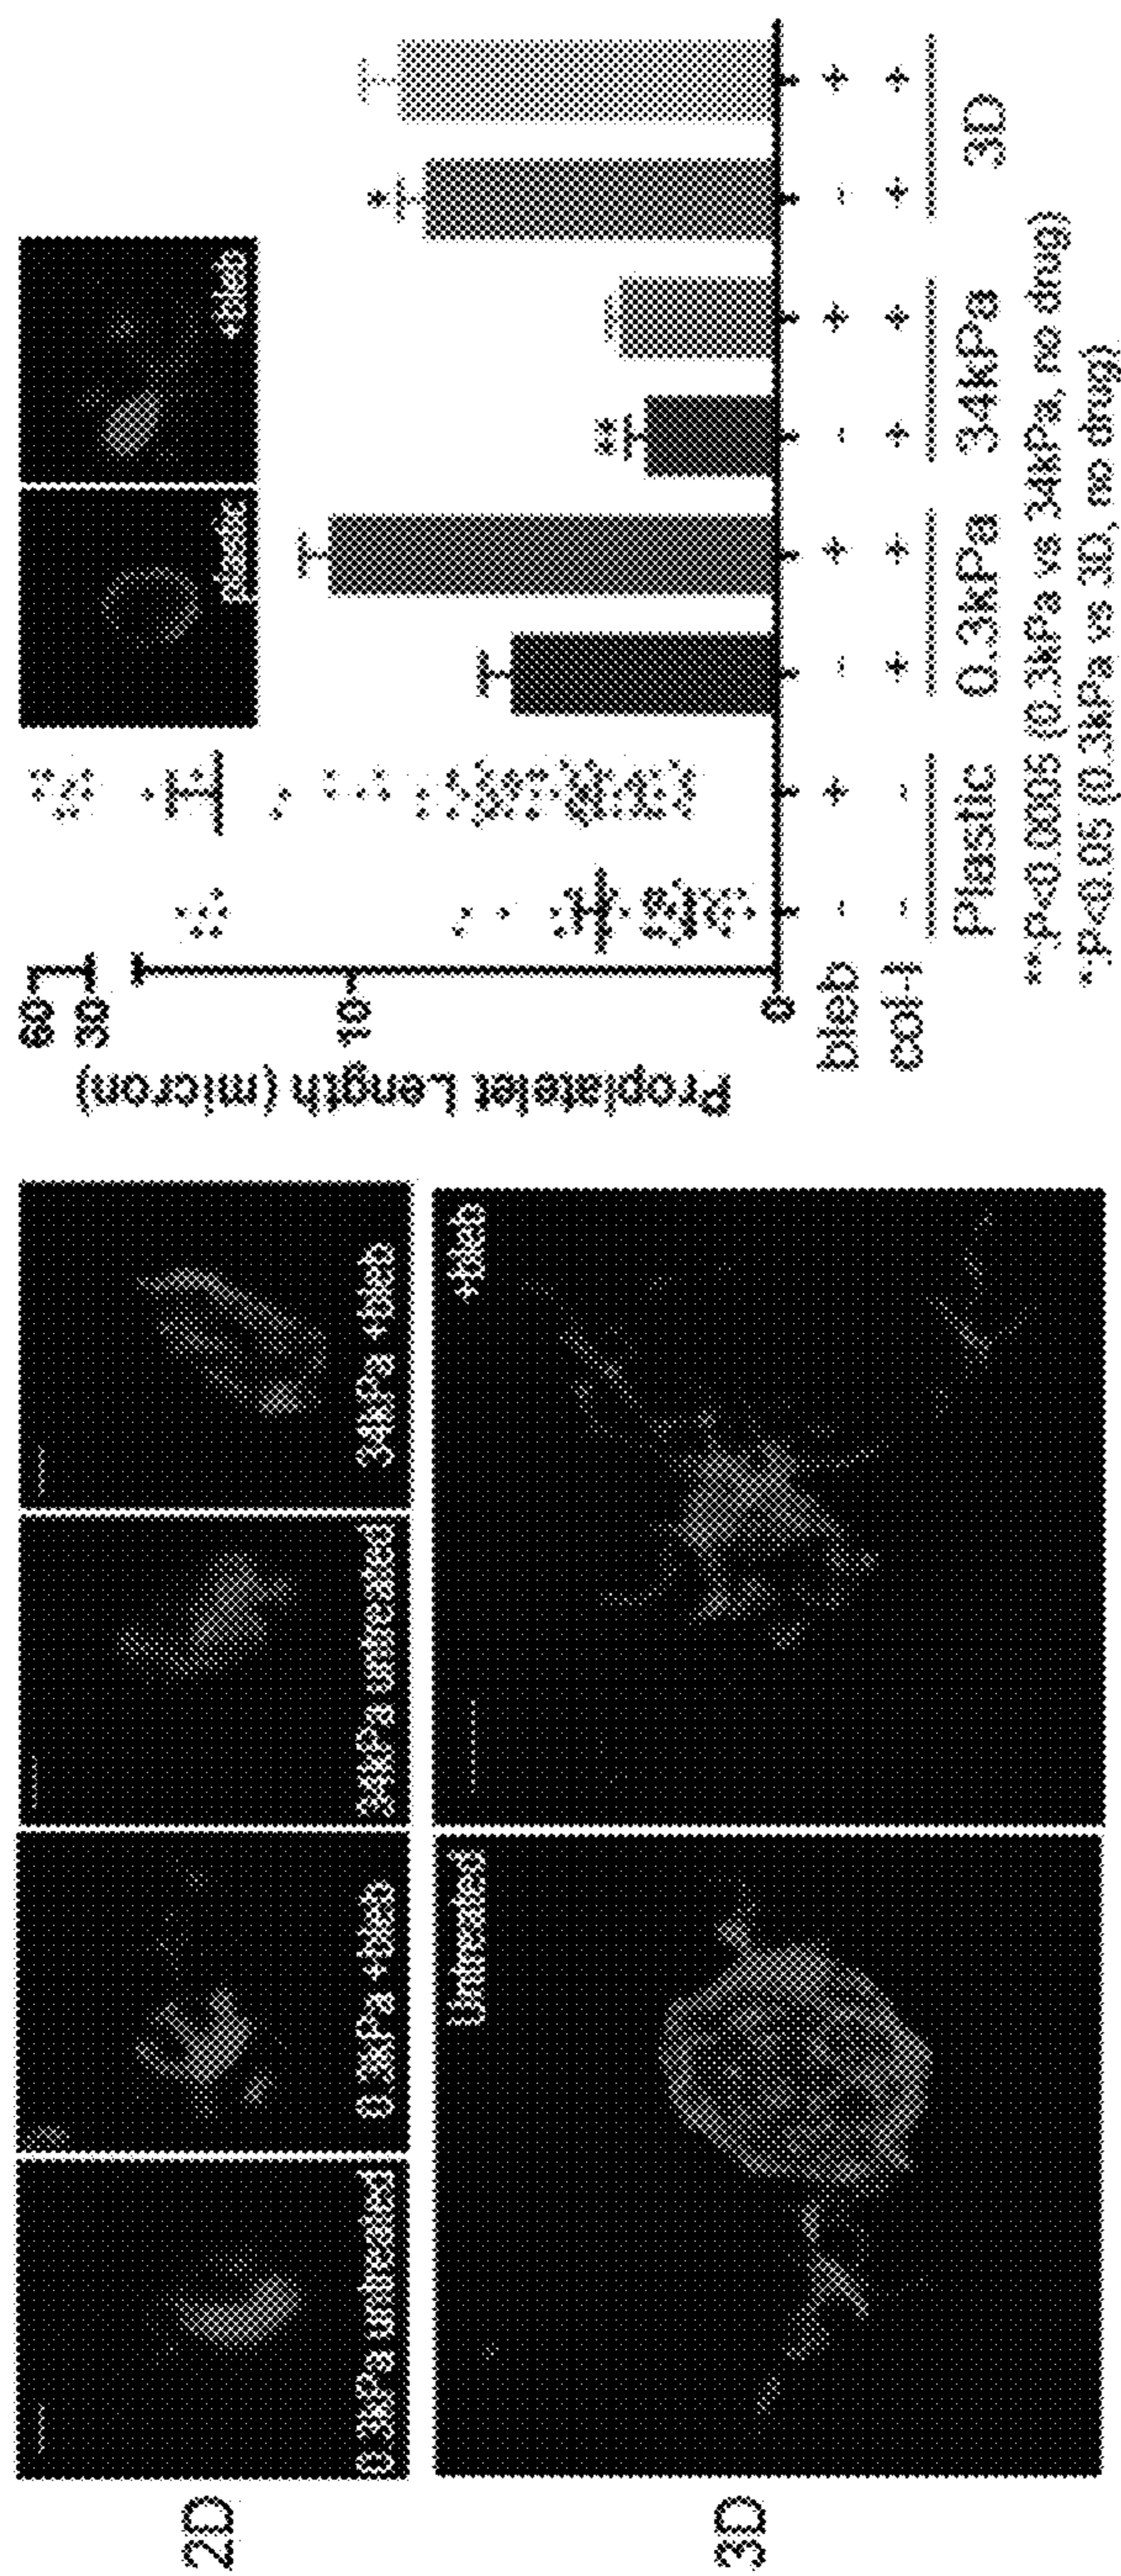 2D
0.3kPa untreated
0.3kPa +bleb
34kPa untreated
34kPa +bleb
3D
Untreated
+bleb
Proplatelet Length (micron)
60
30
10
0
plastic
+bleb
**
*
bleb - + - + - + - +
col-I - - + + + + + +
Plastic 0.3kPa 34kPa 3D
**P<0.0005 (0.3kPa vs 34kPa, no drug)
*P<0.05 (0.3kPa vs 3D, no drug)